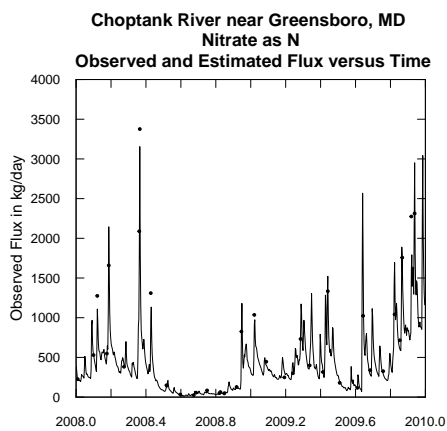 Choptank River near Greensboro, MD
Nitrate as N
Observed and Estimated Flux versus Time
Observed Flux in kg/day
4000
3500
3000
2500
2000
1500
1000
500
0
2008.0 2008.4 2008.8 2009.2 2009.6 2010.0